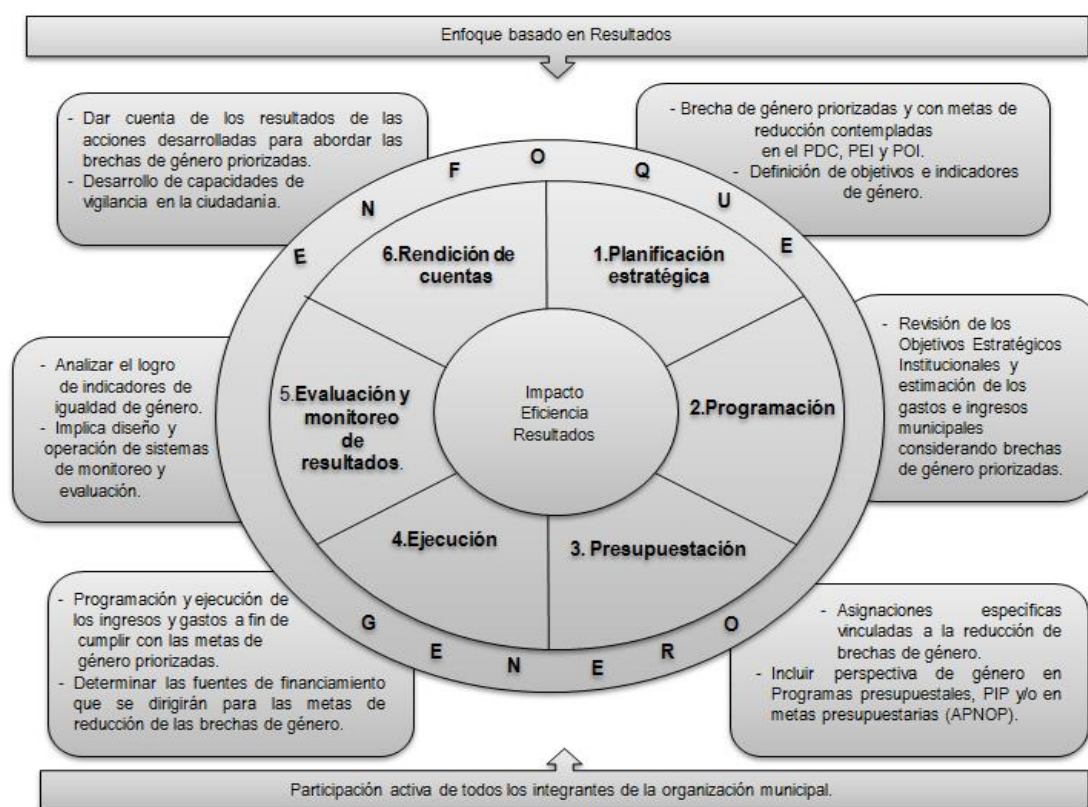 Enfoque basado en Resultados
- Dar cuenta de los resultados de las
acciones desarrolladas para abordar las
brechas de género priorizadas.
- Desarrollo de capacidades de
vigilancia en la ciudadanía.
- Brecha de género priorizadas y con metas de
reducción contempladas
en el PDC, PEI y POI.
- Definición de objetivos e indicadores
de género.
ENFOQUE
6.Rendición de
cuentas
1.Planificación
estratégica
- Revisión de los
Objetivos Estratégicos
Institucionales y
estimación de los
gastos e ingresos
municipales
considerando brechas
de género priorizadas.
- Analizar el logro
de indicadores de
igualdad de género.
- Implica diseño y
operación de sistemas
de monitoreo y
evaluación.
5.Evaluación y
monitoreo
de
resultados.
Impacto
Eficiencia
Resultados
2.Programación
4.Ejecución
3. Presupuestación
GENERO
- Programación y ejecución de
los ingresos y gastos a fin de
cumplir con las metas de
género priorizadas.
- Determinar las fuentes de financiamiento
que se dirigirán para las metas de
reducción de las brechas de género.
- Asignaciones específicas
vinculadas a la reducción de
brechas de género.
- Incluir perspectiva de género en
Programas presupuestales, PIP y/o en
metas presupuestarias (APNOP).
Participación activa de todos los integrantes de la organización municipal.